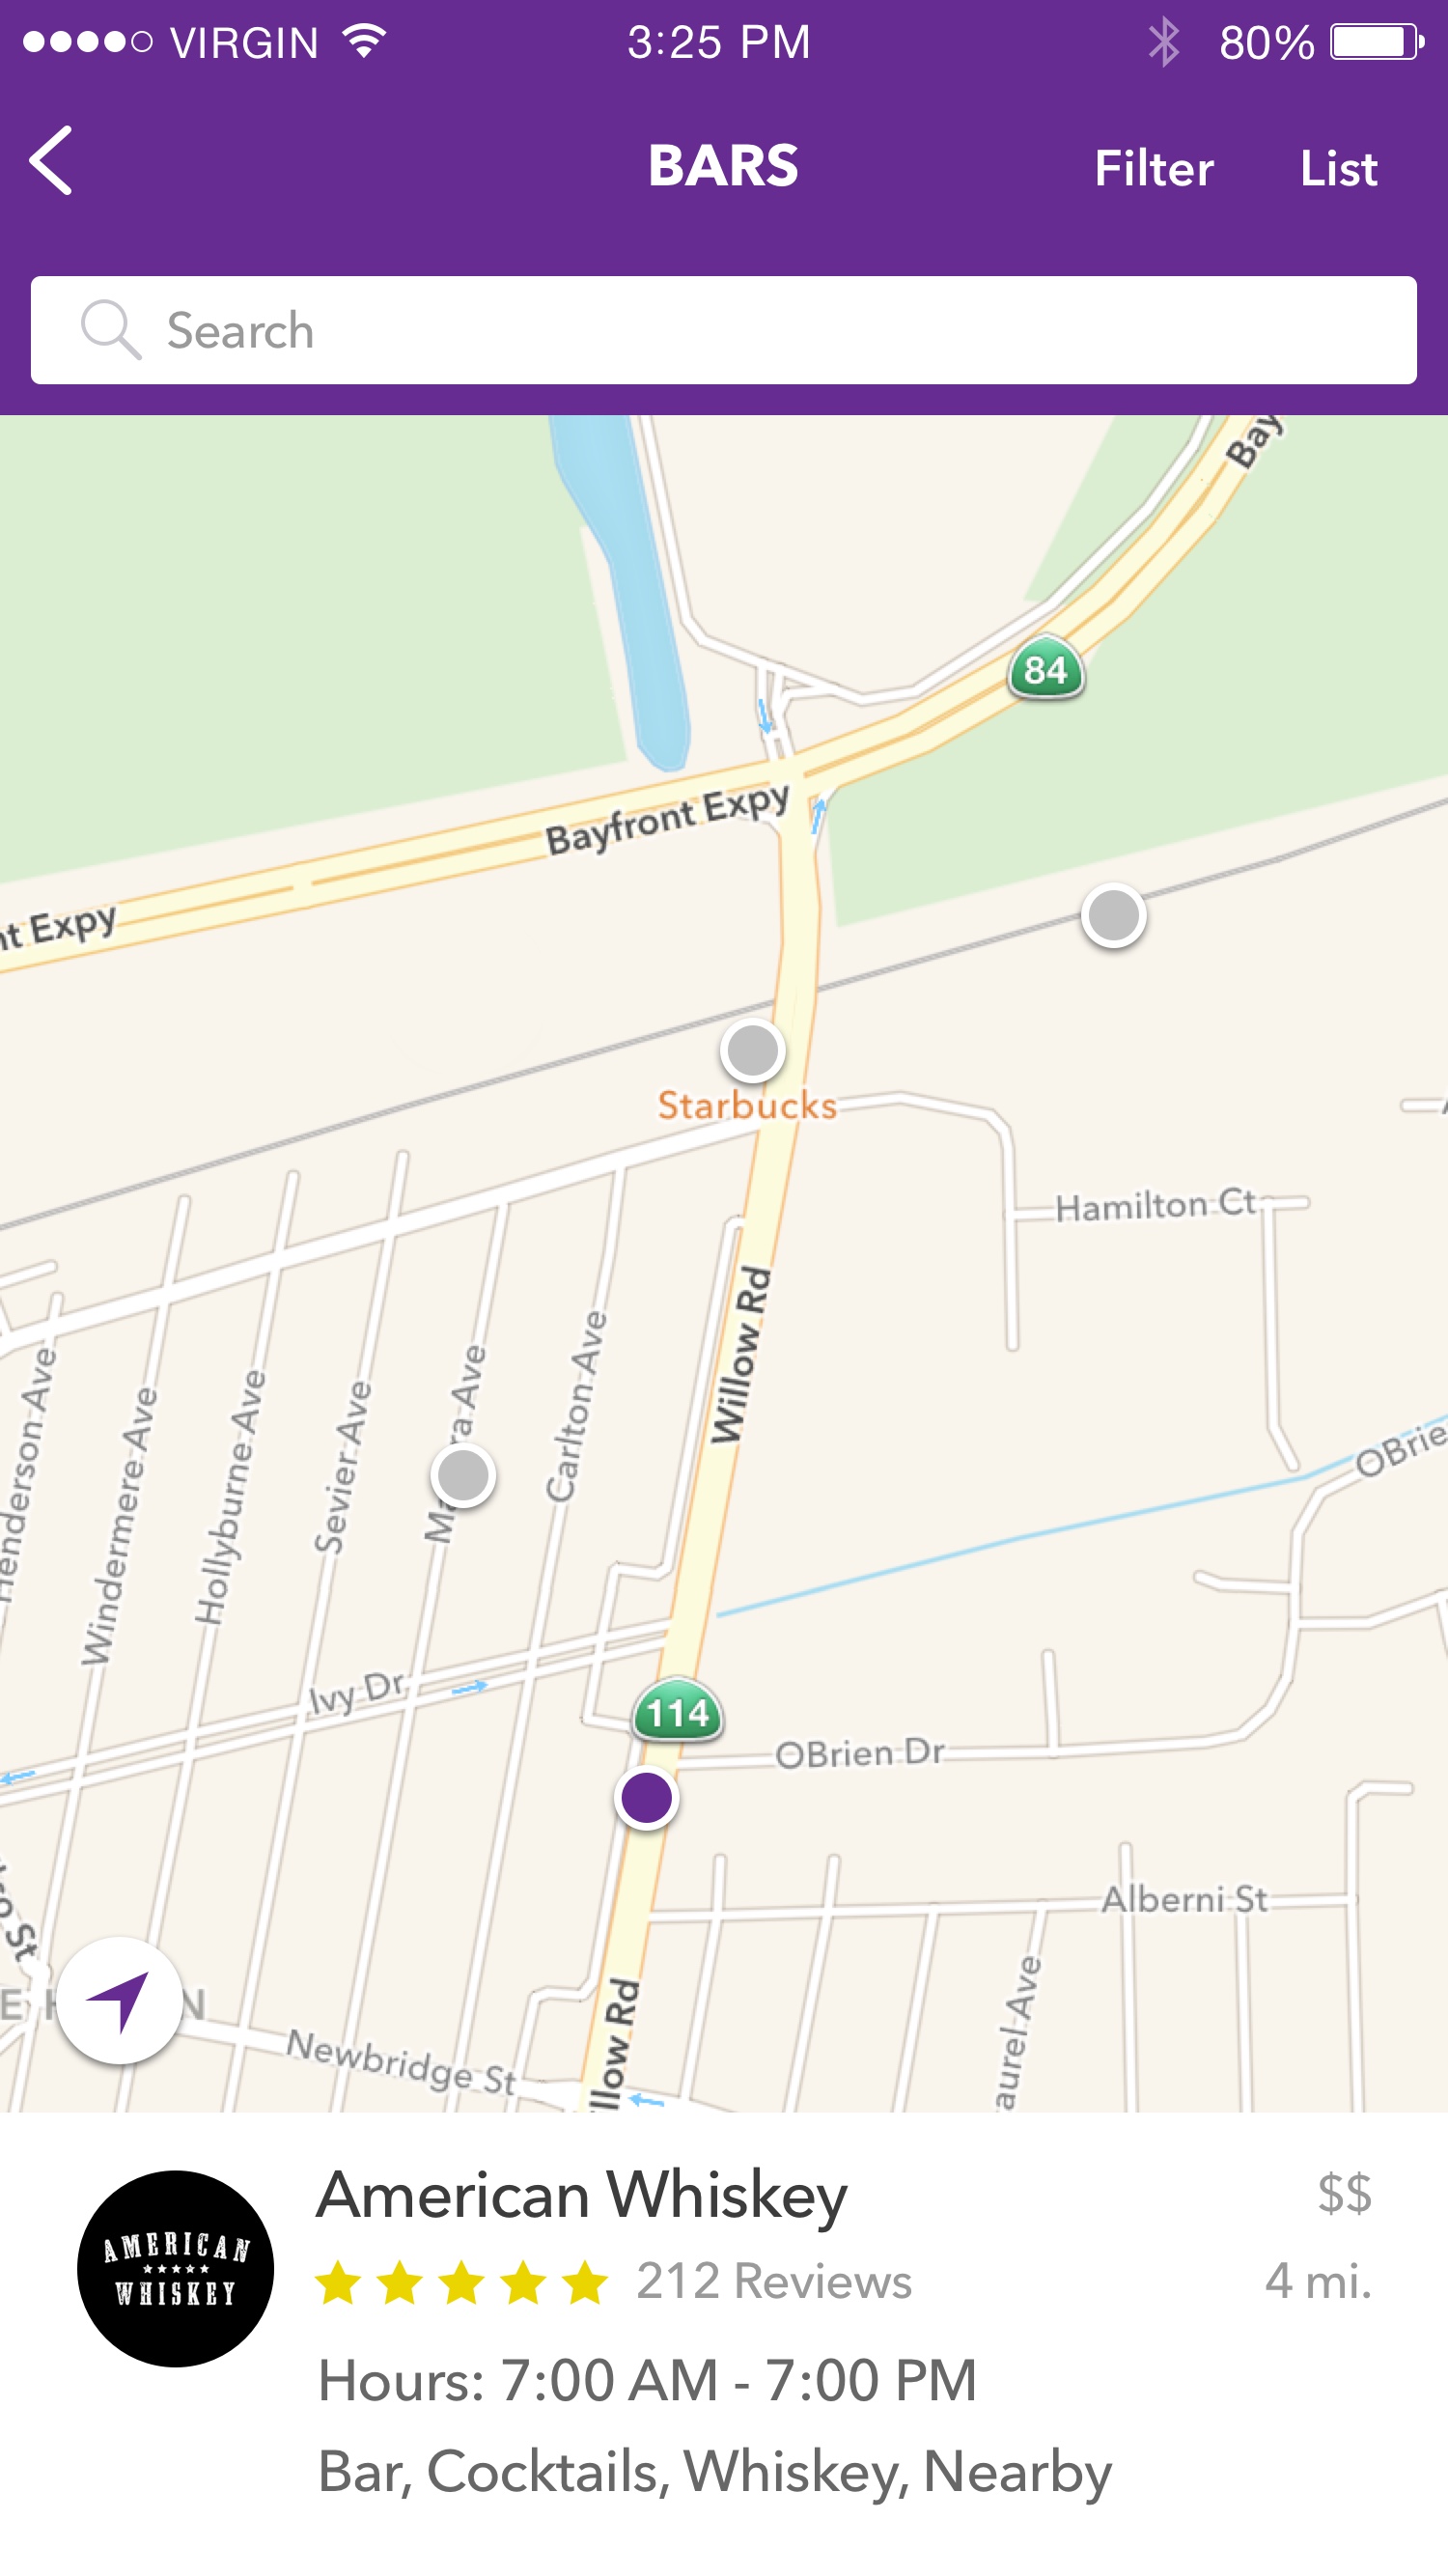 VIRGIN 3:25 PM 80%
BARS Filter List
Search
Bay
84
Bayfront Expy
nt Expy
Starbucks
Hamilton Ct
Willow Rd
Carlton Ave
Ave
Sevier Ave
Hollyburne Ave
Windermere Ave
Henderson Ave
OBrie
Ivy Dr
114
OBrien Dr
Alberni St
St
aurel Ave
llow Rd
Newbridge St
American Whiskey $$
AMERICAN
WHISKEY
212 Reviews 4 mi.
Hours: 7:00 AM - 7:00 PM
Bar, Cocktails, Whiskey, Nearby